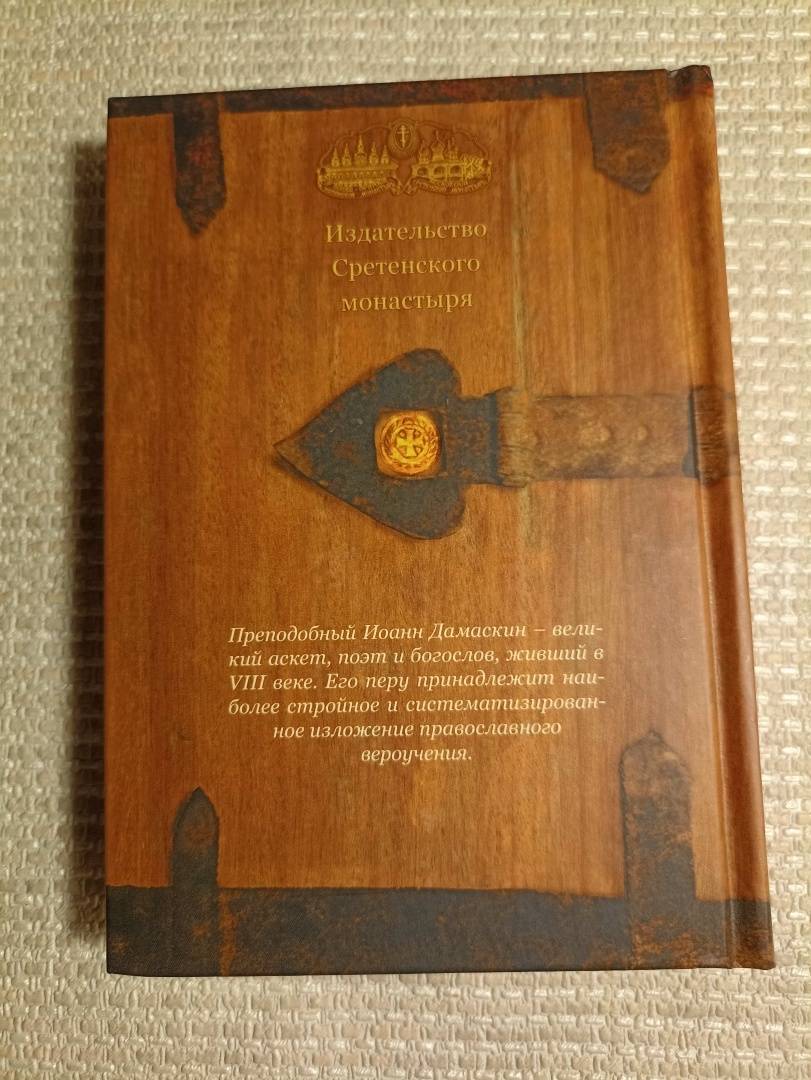 Издательство
Сретенского
монастыря
Преподобный Иоанн Дамаскин – вели-
кий аскет, поэт и богослов, живший в
VIII веке. Его перу принадлежит наи-
более стройное и систематизирован-
ное изложение православного
вероучения.